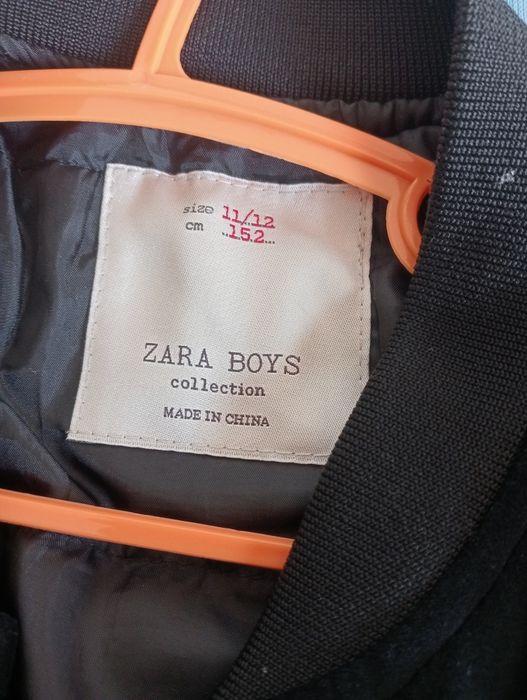 size 11/12
cm 152
ZARA BOYS
collection
MADE IN CHINA